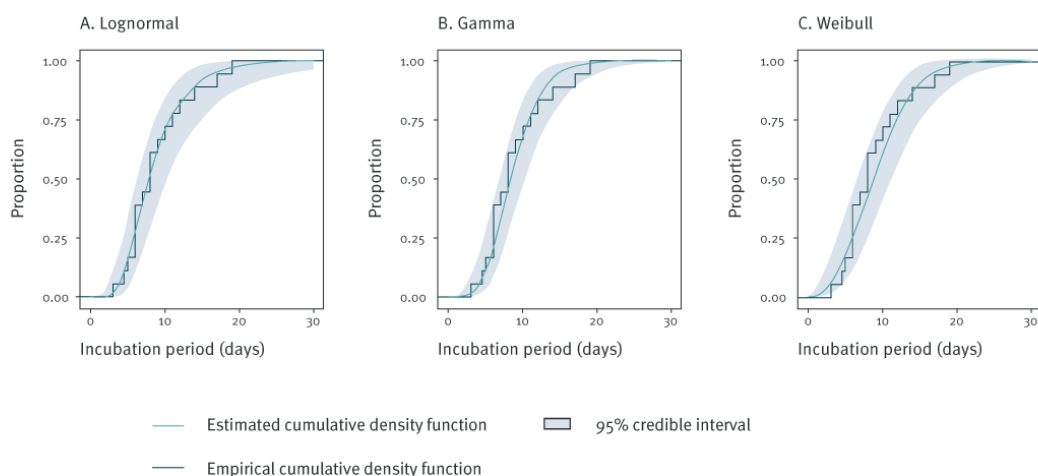 A. Lognormal
B. Gamma
C. Weibull
Proportion
1.00
0.75
0.50
0.25
0.00
0
10
20
30
Incubation period (days)
Proportion
1.00
0.75
0.50
0.25
0.00
0
10
20
30
Incubation period (days)
Proportion
1.00
0.75
0.50
0.25
0.00
0
10
20
30
Incubation period (days)
Estimated cumulative density function
95% credible interval
Empirical cumulative density function